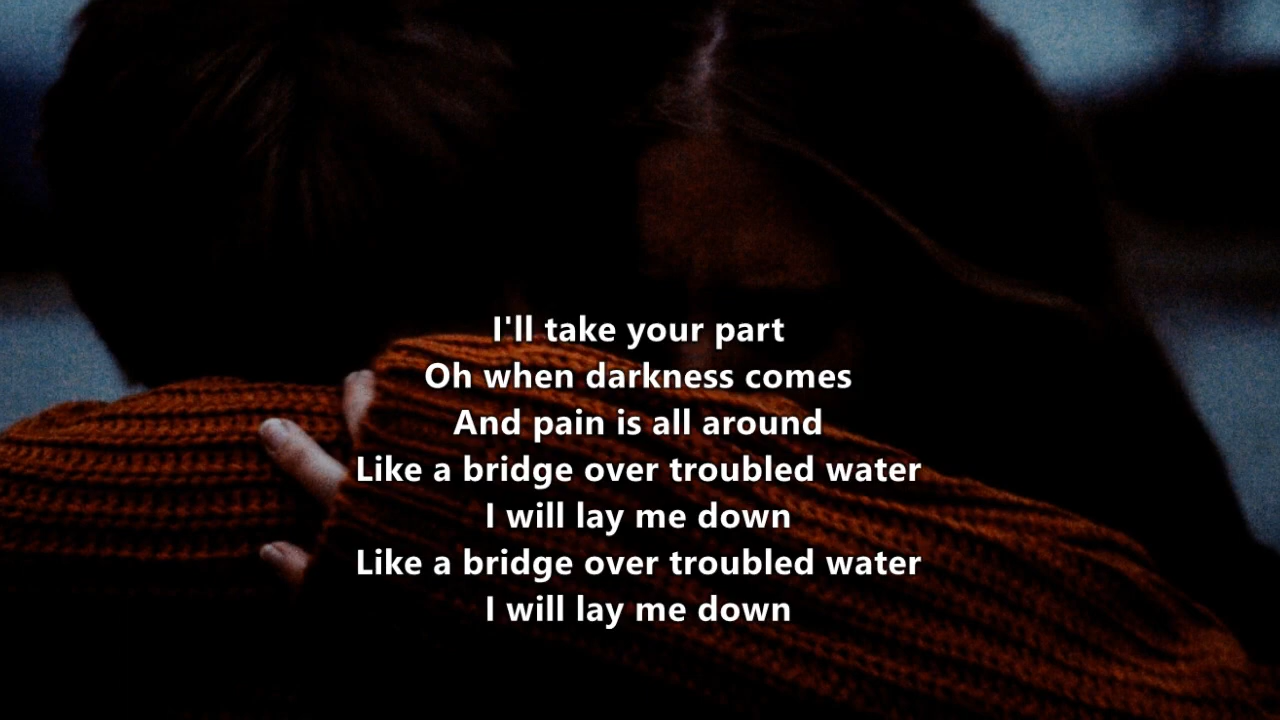 I'll take your part
Oh when darkness comes
And pain is all around
Like a bridge over troubled water
I will lay me down
Like a bridge over troubled water
I will lay me down